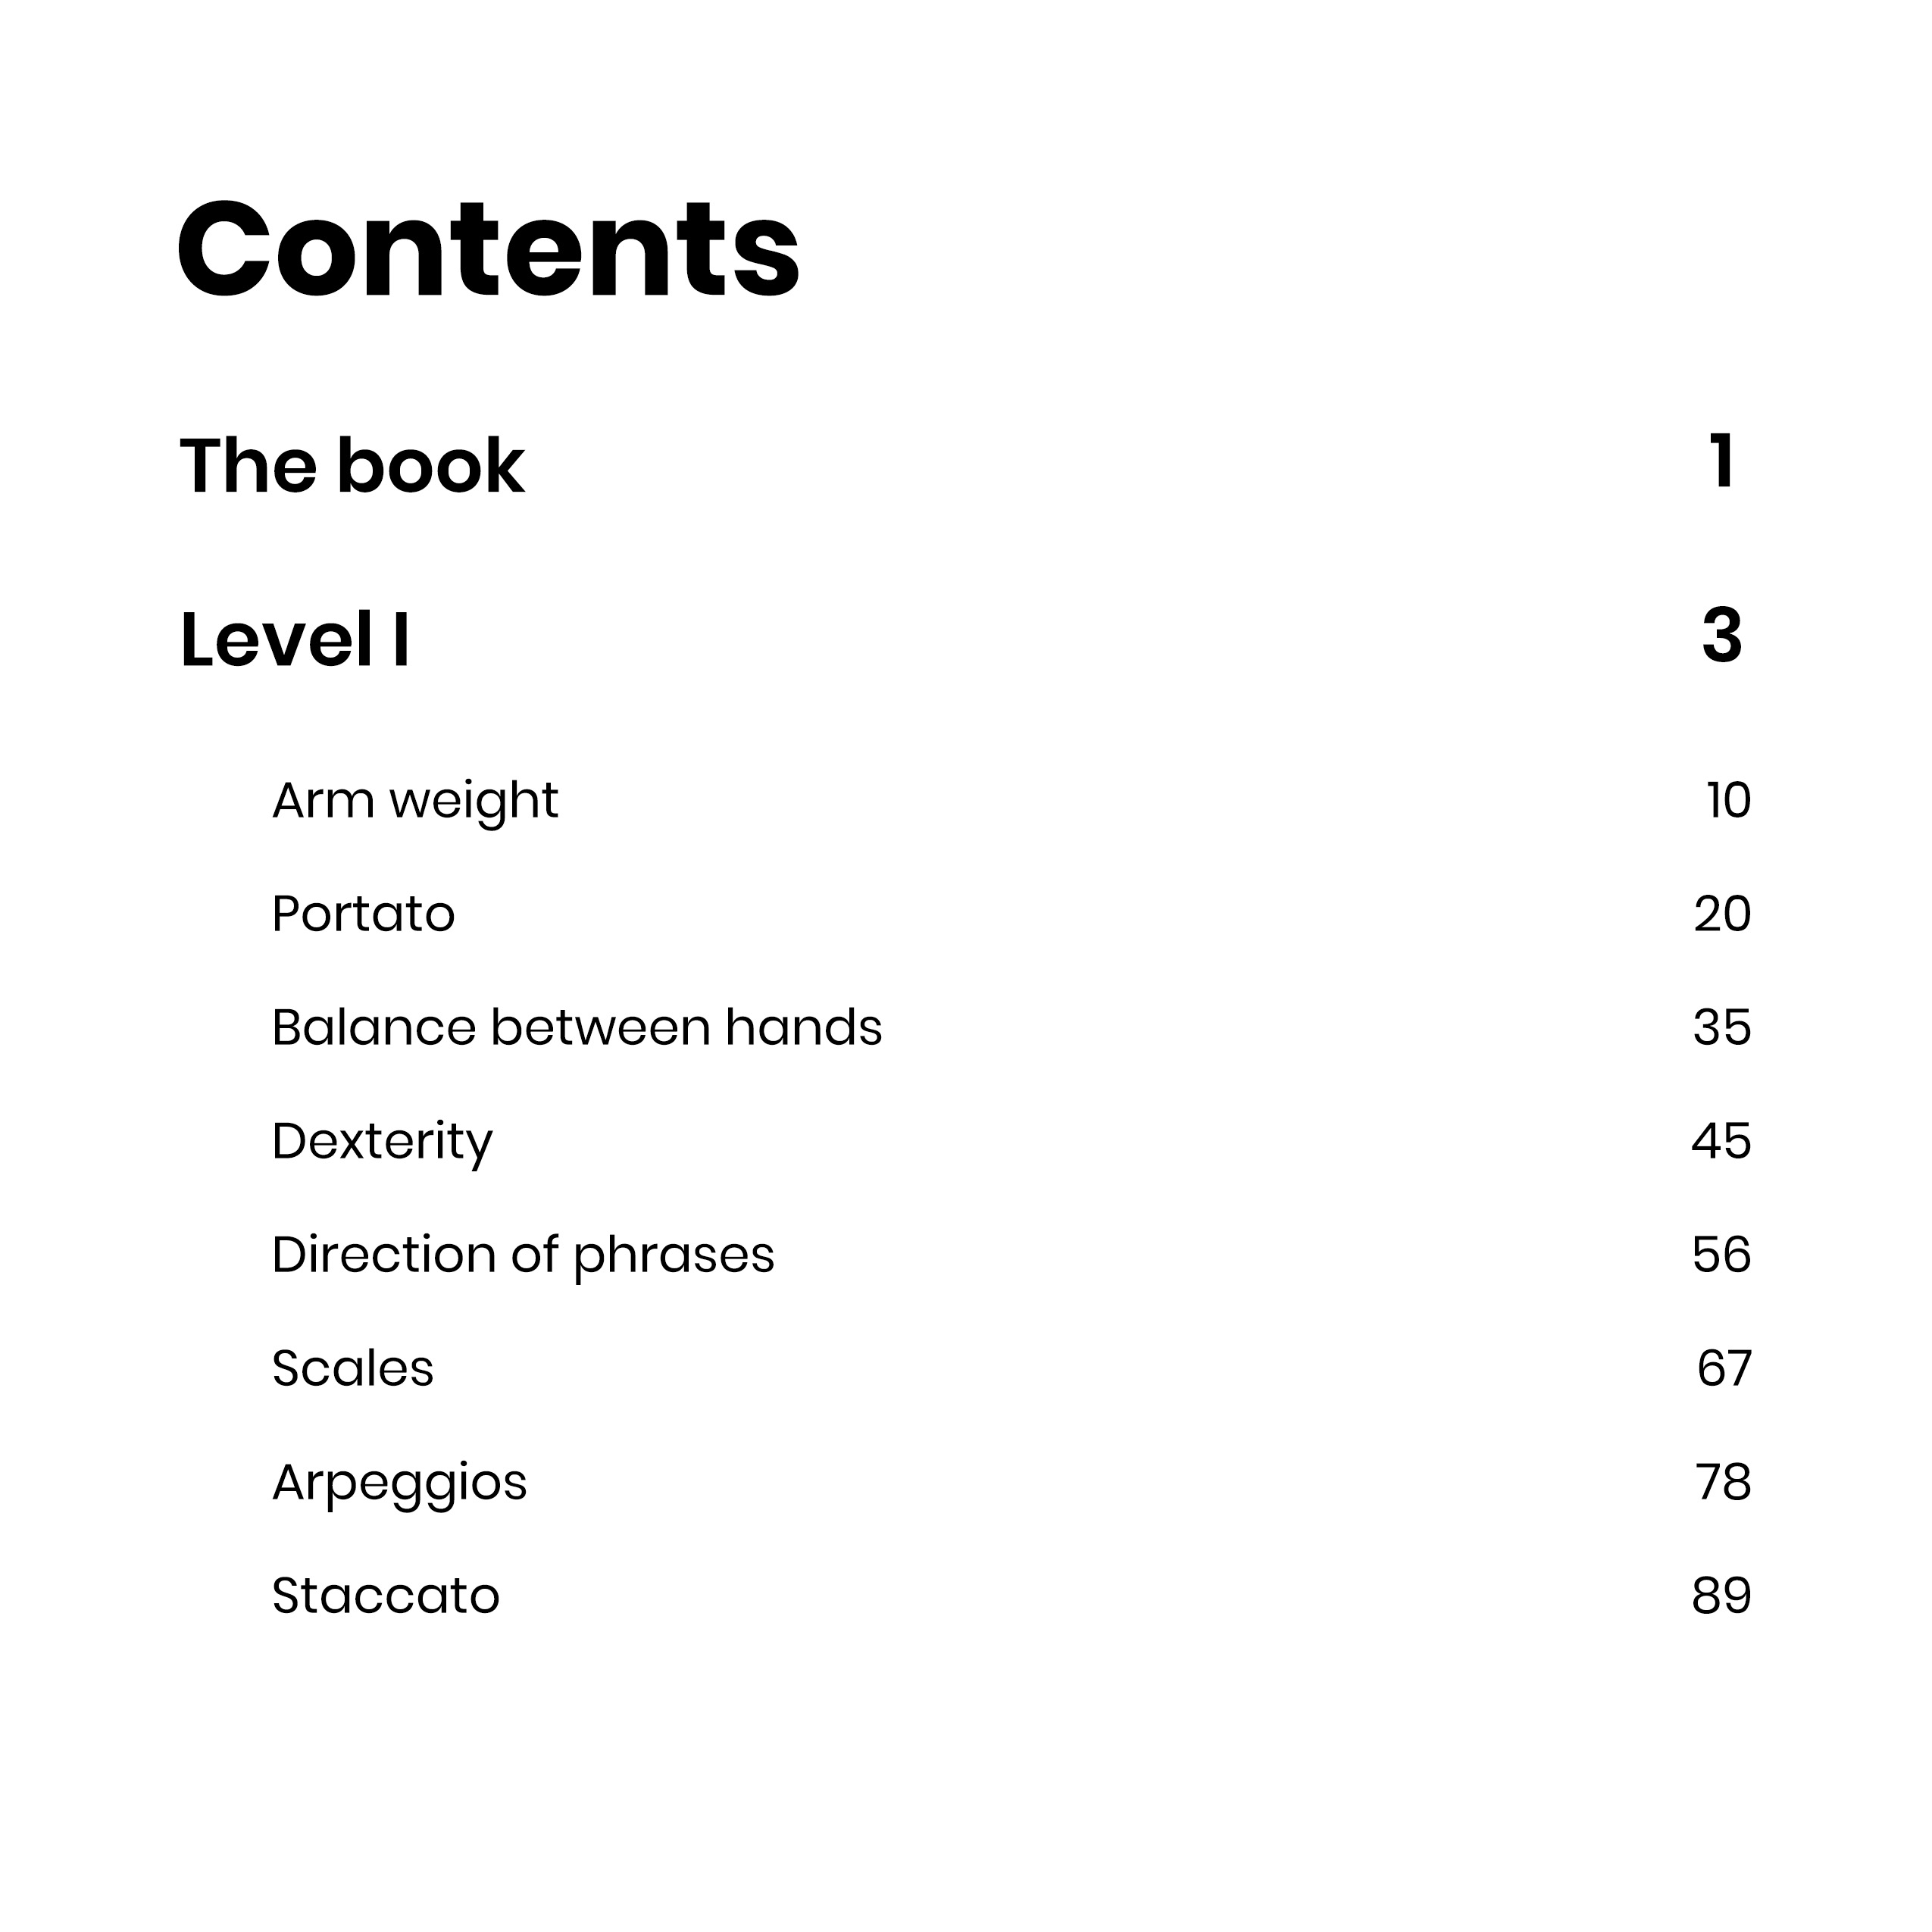 Contents
The book 1
Level I 3
Arm weight 10
Portato 20
Balance between hands 35
Dexterity 45
Direction of phrases 56
Scales 67
Arpeggios 78
Staccato 89